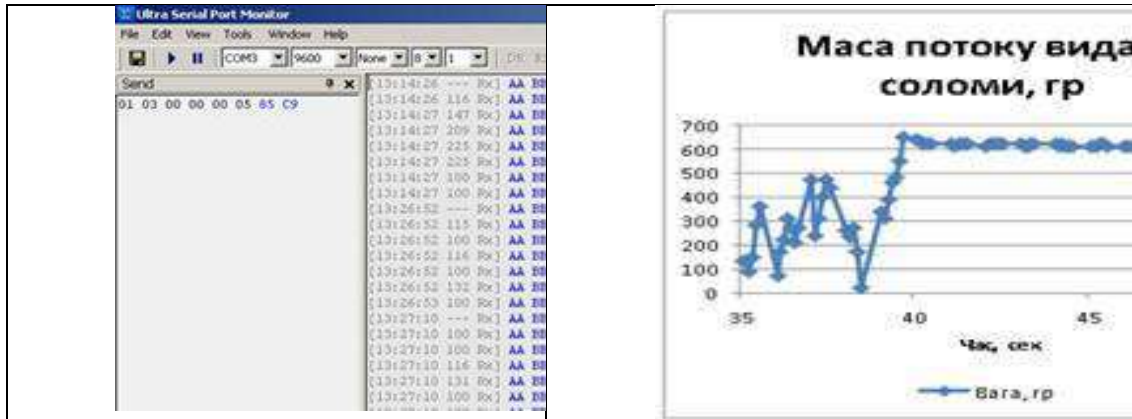 Ultra Serial Port Monitor
File Edit View Tools Window Help
COM3 9600 None 8 1
Send
01 03 00 00 00 05 85 C9
[13:14:26 --- Rx] AA BB
[13:14:26 116 Rx] AA BB
[13:14:27 147 Rx] AA BB
[13:14:27 209 Rx] AA BB
[13:14:27 225 Rx] AA BB
[13:14:27 225 Rx] AA BB
[13:14:27 100 Rx] AA BB
[13:14:27 100 Rx] AA BB
[13:26:52 --- Rx] AA BB
[13:26:52 115 Rx] AA BB
[13:26:52 100 Rx] AA BB
[13:26:52 116 Rx] AA BB
[13:26:52 100 Rx] AA BB
[13:26:52 132 Rx] AA BB
[13:26:53 100 Rx] AA BB
[13:27:10 --- Rx] AA BB
[13:27:10 100 Rx] AA BB
[13:27:10 100 Rx] AA BB
[13:27:10 116 Rx] AA BB
[13:27:10 131 Rx] AA BB
Маса потоку вида
соломи, гр
700
600
500
400
300
200
100
0
35 40 45
Час, сек
Вага, гр